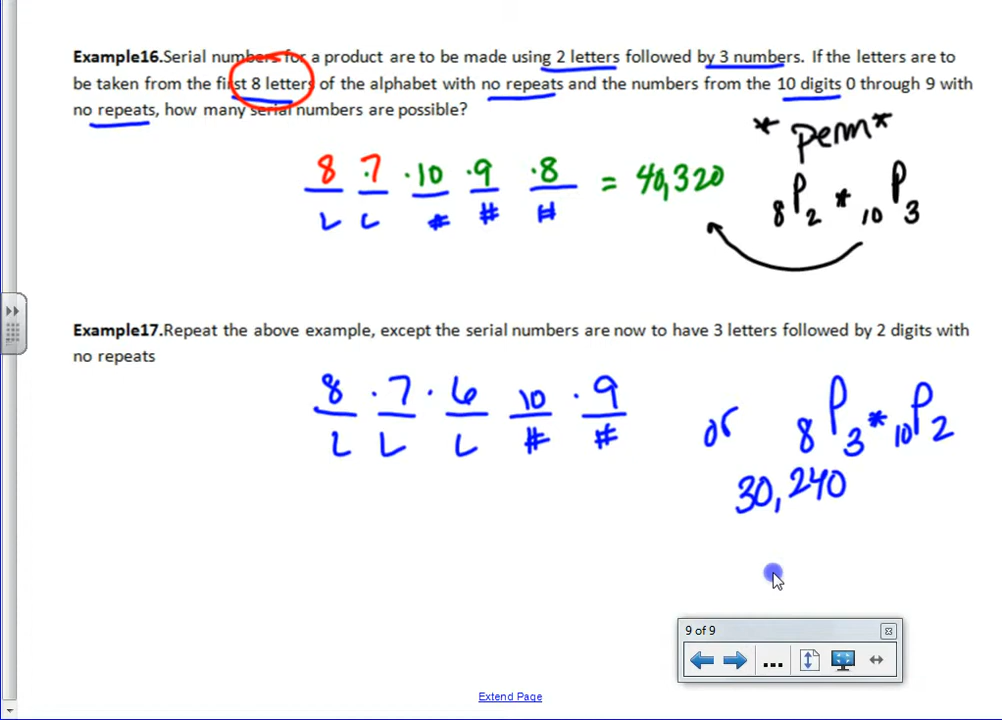 Example16.Serial numbers for a product are to be made using 2 letters followed by 3 numbers. If the letters are to
be taken from the first 8 letters of the alphabet with no repeats and the numbers from the 10 digits 0 through 9 with
no repeats, how many serial numbers are possible?
* perm*
8 ·7 ·10 ·9 ·8 = 40,320
L L # # #
8P2 * 10P3
Example17.Repeat the above example, except the serial numbers are now to have 3 letters followed by 2 digits with
no repeats
8 ·7 · 6 10 · 9
L L L # #
or 8P3 * 10P2
30,240
9 of 9
...
Extend Page